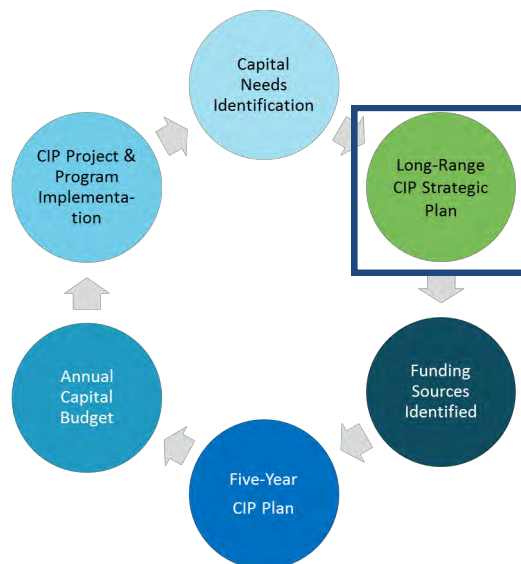 Capital
Needs
Identification
Long-Range
CIP Strategic
Plan
Funding
Sources
Identified
Five-Year
CIP Plan
Annual
Capital
Budget
CIP Project &
Program
Implementa-
tion